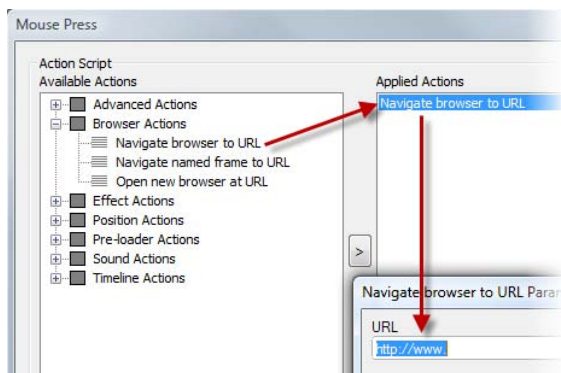 Mouse Press
Action Script
Available Actions
Applied Actions
Advanced Actions
Browser Actions
Navigate browser to URL
Navigate named frame to URL
Open new browser at URL
Effect Actions
Position Actions
Pre-loader Actions
Sound Actions
Timeline Actions
Navigate browser to URL
>
Navigate browser to URL Para
URL
http://www.